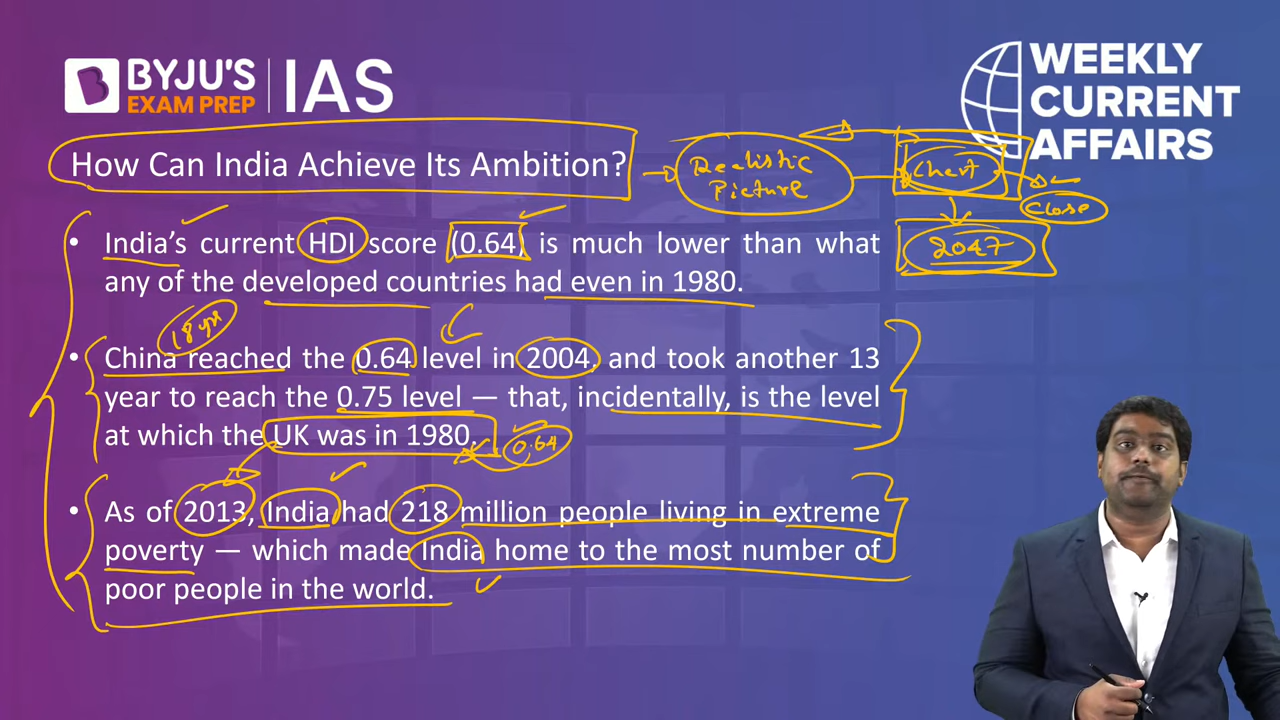 BYJU'S
EXAM PREP
IAS
WEEKLY
CURRENT
AFFAIRS
How Can India Achieve Its Ambition?
Realistic
Picture
Chart
Close
2047
• India's current HDI score (0.64) is much lower than what
any of the developed countries had even in 1980.
18 yrs
• China reached the 0.64 level in 2004, and took another 13
year to reach the 0.75 level — that, incidentally, is the level
at which the UK was in 1980.
0.64
• As of 2013, India had 218 million people living in extreme
poverty — which made India home to the most number of
poor people in the world.